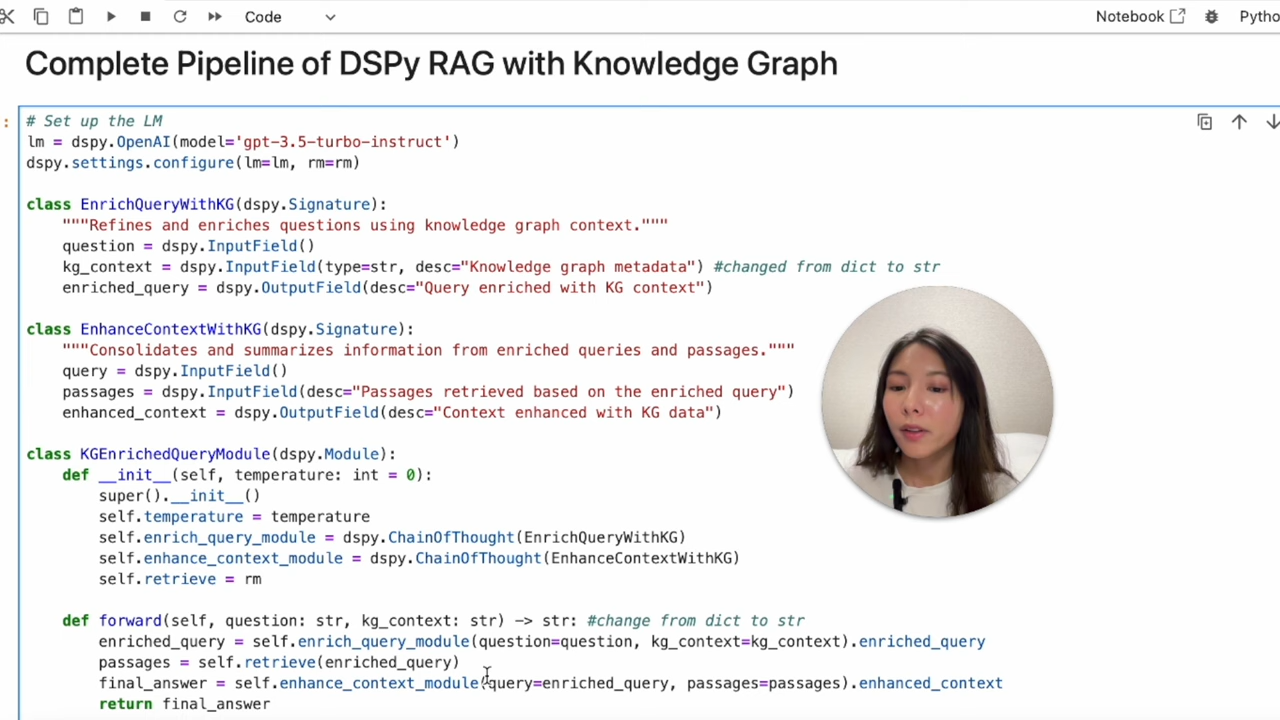 Code
Notebook
Pytho
Complete Pipeline of DSPy RAG with Knowledge Graph
:
# Set up the LM
lm = dspy.OpenAI(model='gpt-3.5-turbo-instruct')
dspy.settings.configure(lm=lm, rm=rm)
class EnrichQueryWithKG(dspy.Signature):
"""Refines and enriches questions using knowledge graph context."""
question = dspy.InputField()
kg_context = dspy.InputField(type=str, desc="Knowledge graph metadata") #changed from dict to str
enriched_query = dspy.OutputField(desc="Query enriched with KG context")
class EnhanceContextWithKG(dspy.Signature):
"""Consolidates and summarizes information from enriched queries and passages."""
query = dspy.InputField()
passages = dspy.InputField(desc="Passages retrieved based on the enriched query")
enhanced_context = dspy.OutputField(desc="Context enhanced with KG data")
class KGEnrichedQueryModule(dspy.Module):
def __init__(self, temperature: int = 0):
super().__init__()
self.temperature = temperature
self.enrich_query_module = dspy.ChainOfThought(EnrichQueryWithKG)
self.enhance_context_module = dspy.ChainOfThought(EnhanceContextWithKG)
self.retrieve = rm
def forward(self, question: str, kg_context: str) -> str: #change from dict to str
enriched_query = self.enrich_query_module(question=question, kg_context=kg_context).enriched_query
passages = self.retrieve(enriched_query)
final_answer = self.enhance_context_module(query=enriched_query, passages=passages).enhanced_context
return final_answer